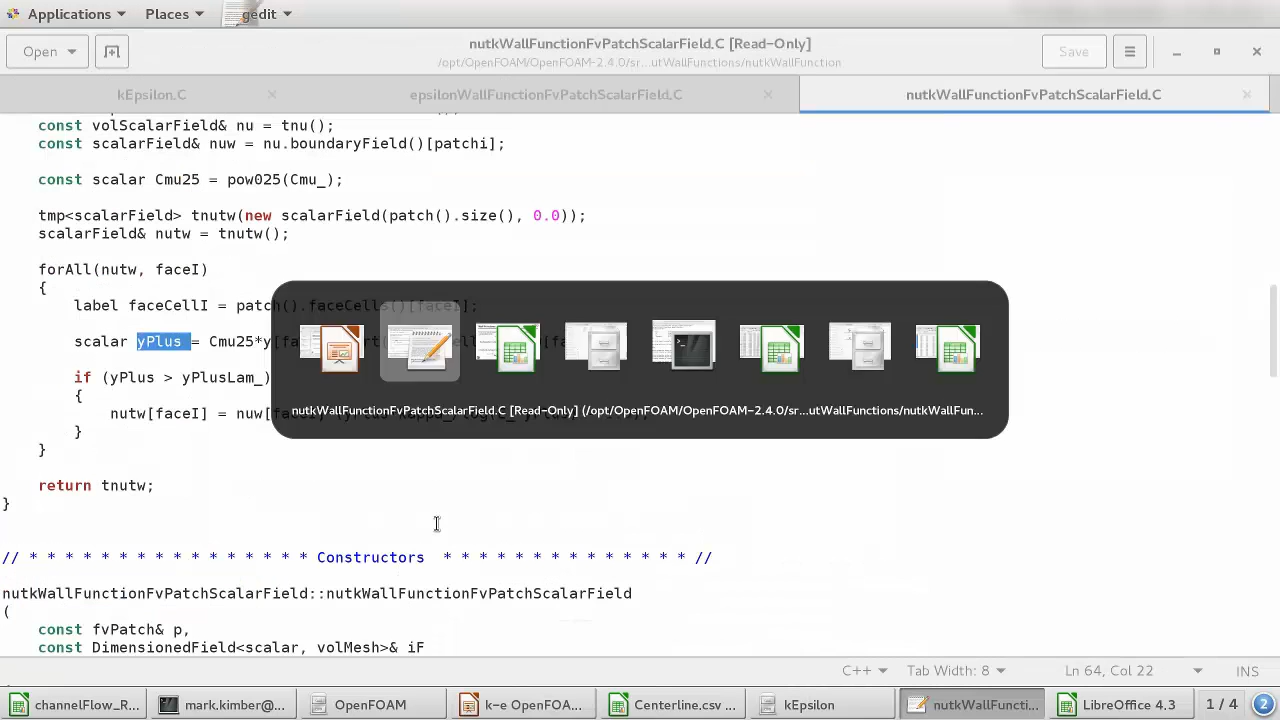 Applications Places gedit
Open nutkWallFunctionFvPatchScalarField.C [Read-Only] Save
/opt/OpenFOAM/OpenFOAM-2.4.0/sr...utWallFunctions/nutkWallFunction
kEpsilon.C epsilonWallFunctionFvPatchScalarField.C nutkWallFunctionFvPatchScalarField.C
const volScalarField& nu = tnu();
const scalarField& nuw = nu.boundaryField()[patchi];
const scalar Cmu25 = pow025(Cmu_);
tmp<scalarField> tnutw(new scalarField(patch().size(), 0.0));
scalarField& nutw = tnutw();
forAll(nutw, faceI)
{
label faceCellI = patch().faceCells()[faceI];
scalar yPlus = Cmu25*y[
if (yPlus > yPlusLam_)
{
nutw[faceI] = nuw[
nutkWallFunctionFvPatchScalarField.C [Read-Only] (/opt/OpenFOAM/OpenFOAM-2.4.0/sr...utWallFunctions/nutkWallFun...
}
}
return tnutw;
}
// * * * * * * * * * * * * * * * * Constructors * * * * * * * * * * * * * * //
nutkWallFunctionFvPatchScalarField::nutkWallFunctionFvPatchScalarField
(
const fvPatch& p,
const DimensionedField<scalar, volMesh>& iF
C++ Tab Width: 8 Ln 64, Col 22 INS
channelFlow_R... mark.kimber@... OpenFOAM k-e OpenFOA... Centerline.csv ... kEpsilon nutkWallFuncti... LibreOffice 4.3 1 / 4 2